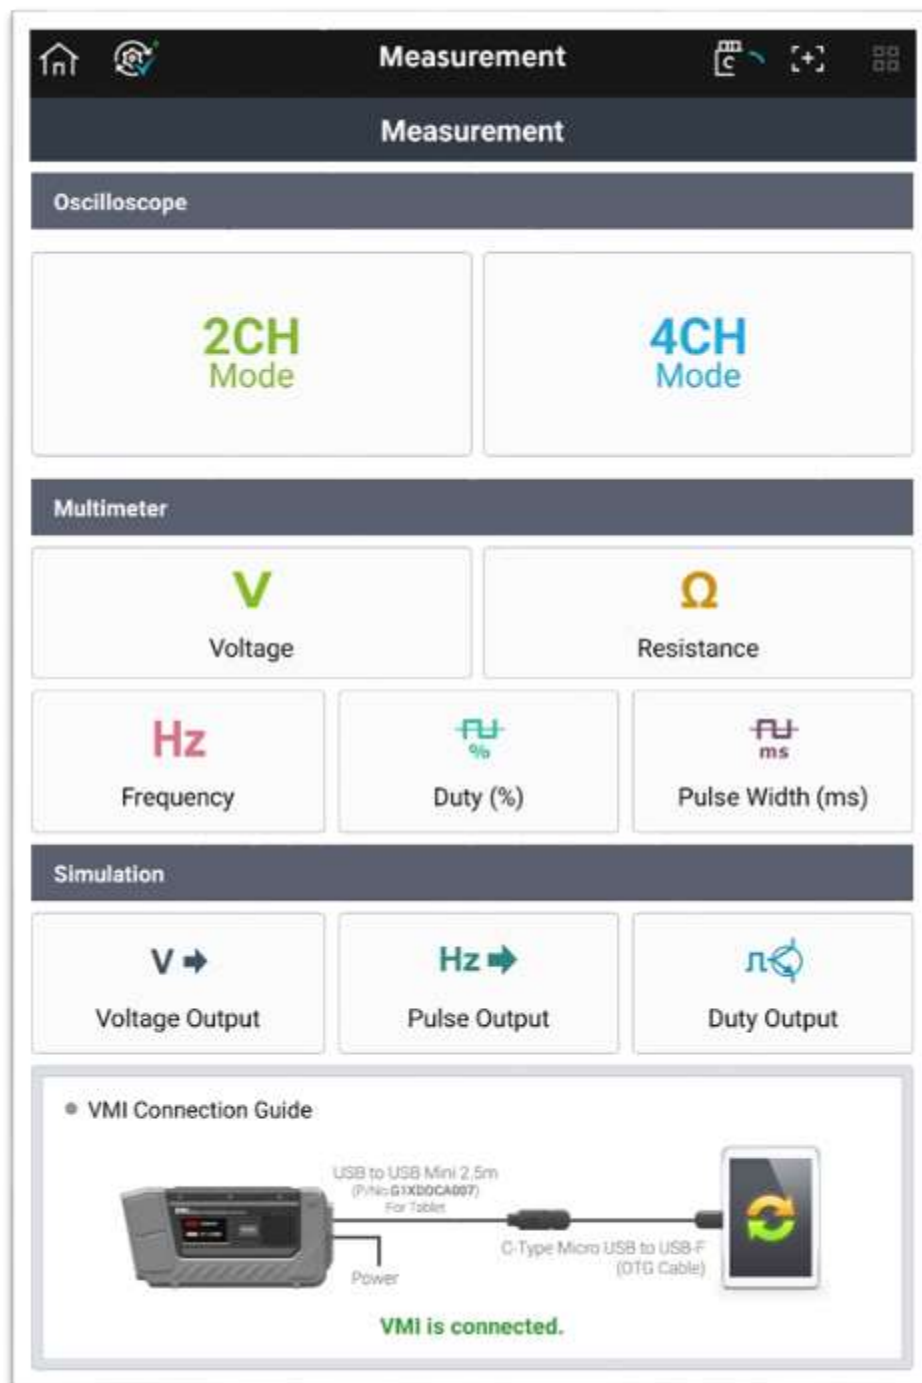 Measurement
Measurement
Oscilloscope
2CH
Mode
4CH
Mode
Multimeter
V
Voltage
Ω
Resistance
Hz
Frequency
%
Duty (%)
ms
Pulse Width (ms)
Simulation
V
Voltage Output
Hz
Pulse Output
Duty Output
VMI Connection Guide
USB to USB Mini 2.5m
(P/No:G1XDDCA007)
For Tablet
C-Type Micro USB to USB-F
(OTG Cable)
Power
VMI is connected.